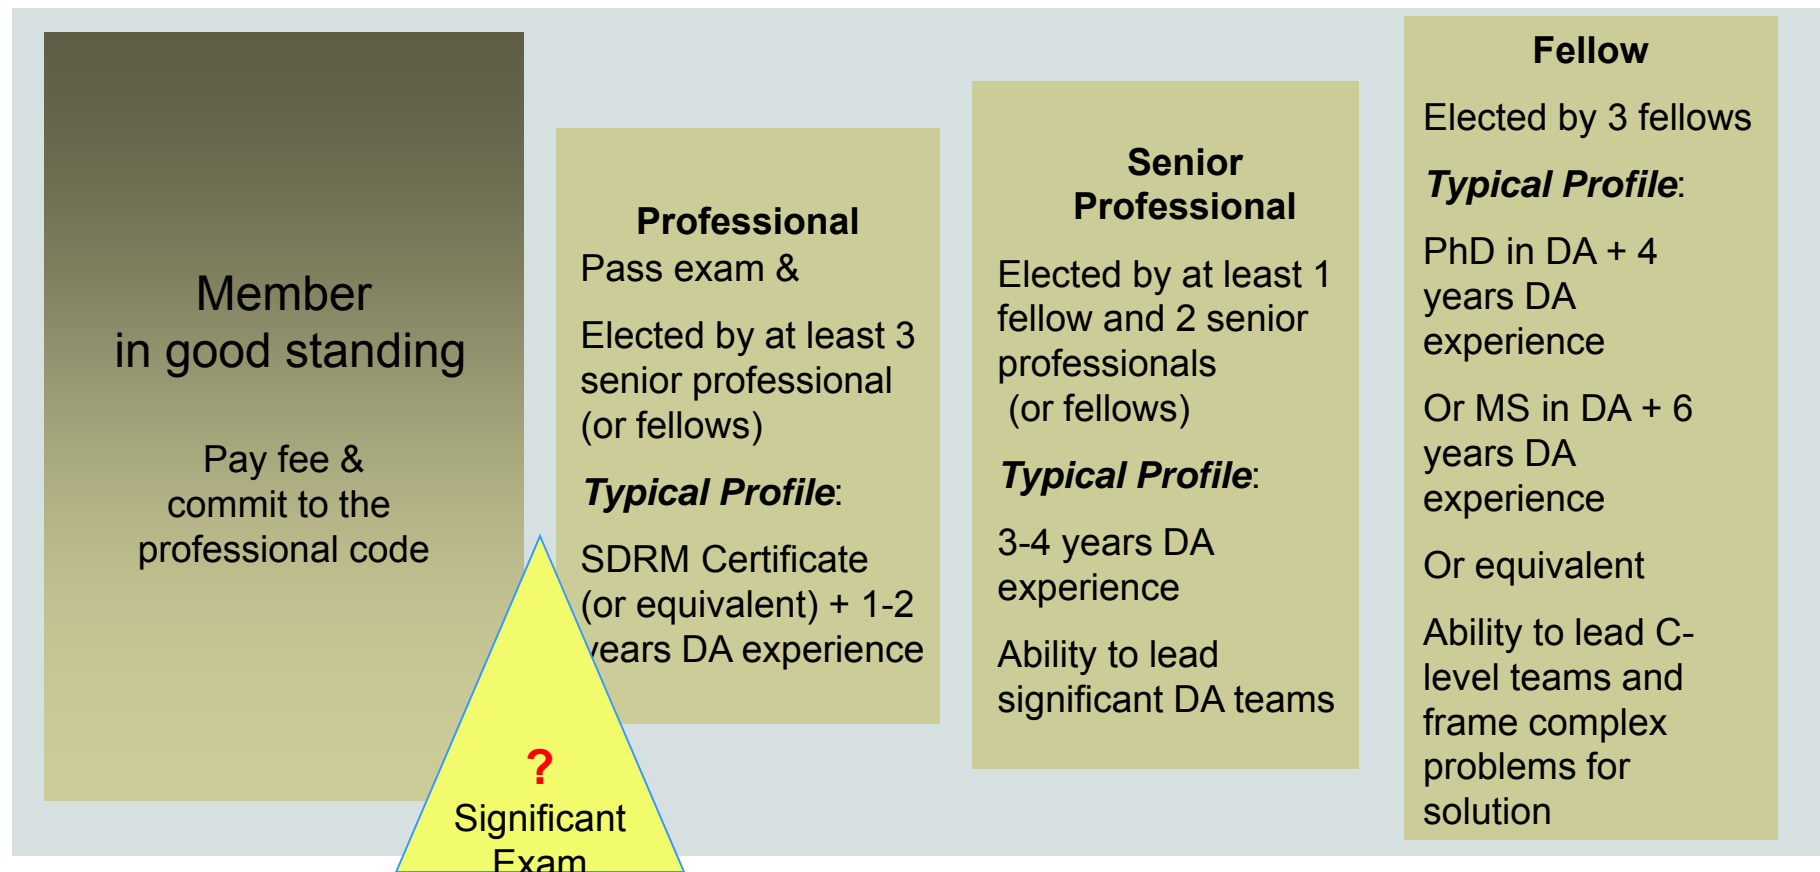 Member
in good standing
Pay fee &
commit to the
professional code
Professional
Pass exam &
Elected by at least 3
senior professional
(or fellows)
Typical Profile:
SDRM Certificate
(or equivalent) + 1-2
years DA experience
?
Significant
Exam
Senior
Professional
Elected by at least 1
fellow and 2 senior
professionals
(or fellows)
Typical Profile:
3-4 years DA
experience
Ability to lead
significant DA teams
Fellow
Elected by 3 fellows
Typical Profile:
PhD in DA + 4
years DA
experience
Or MS in DA + 6
years DA
experience
Or equivalent
Ability to lead C-
level teams and
frame complex
problems for
solution